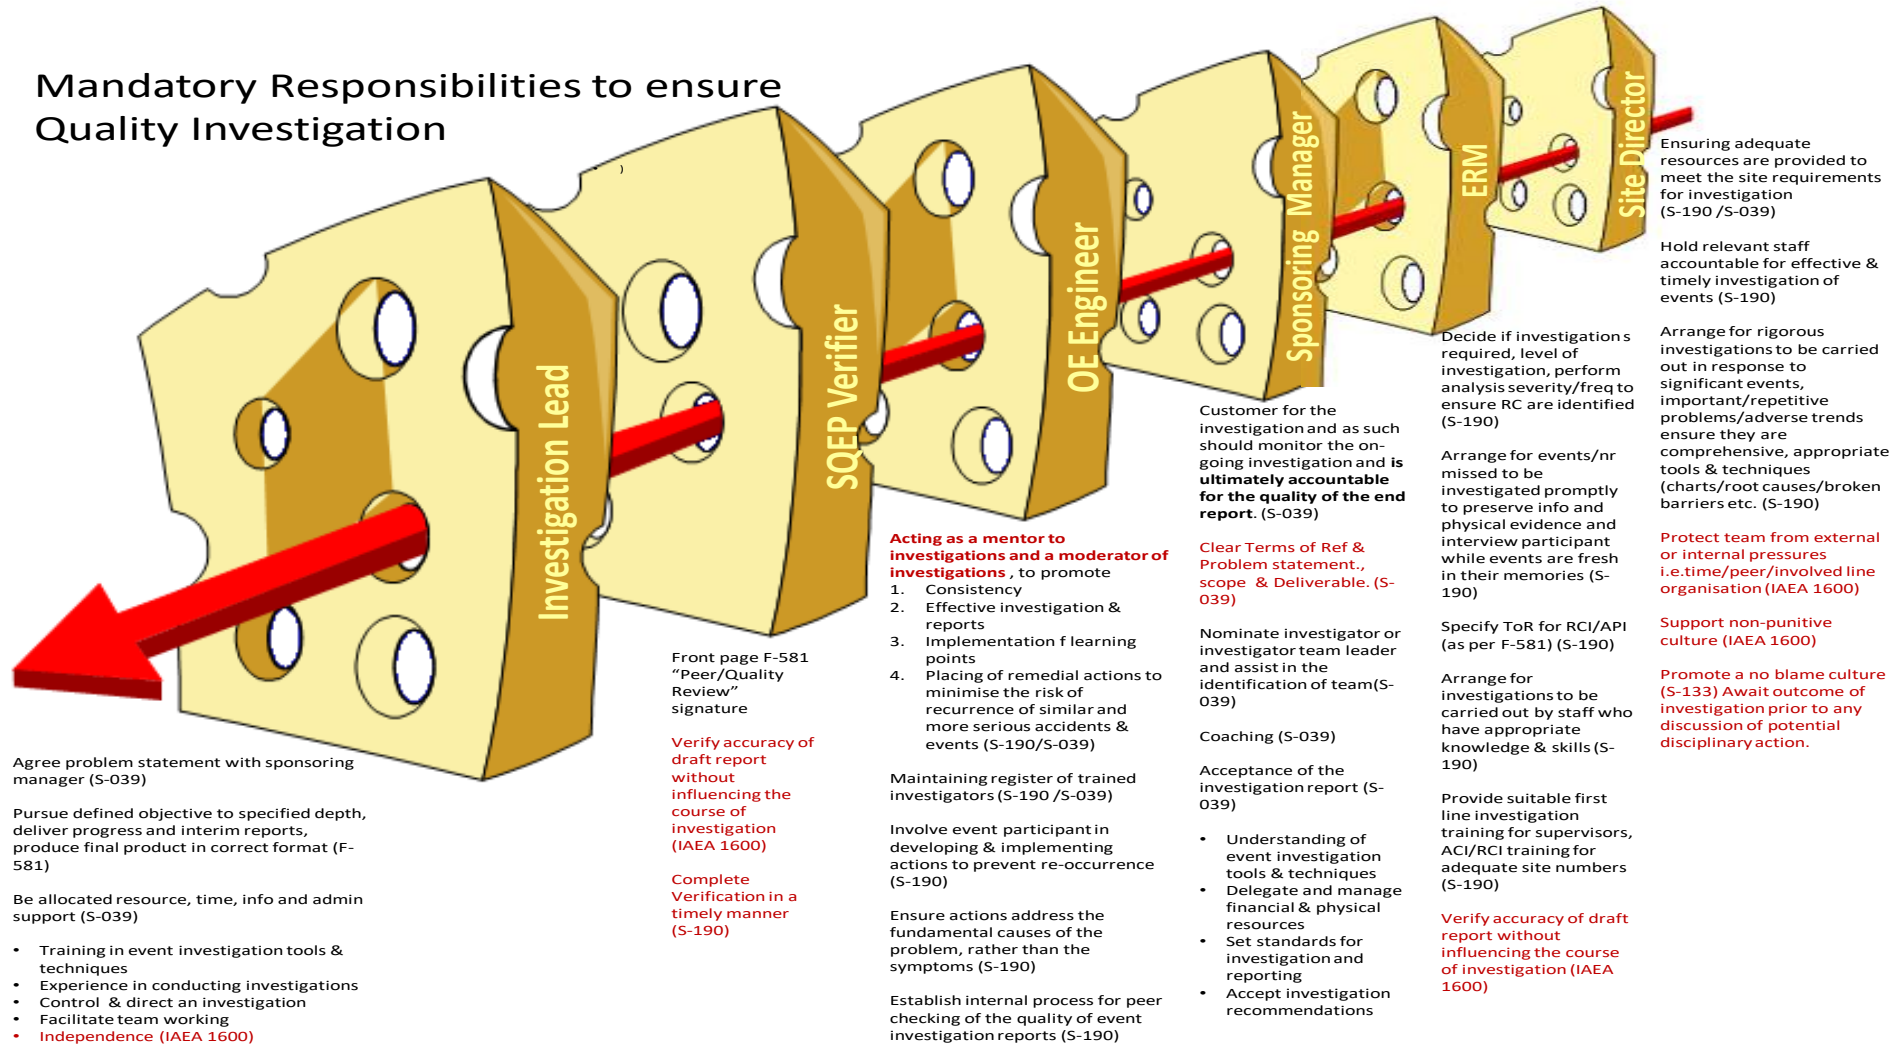 Mandatory Responsibilities to ensure
Quality Investigation
)
Investigation Lead
SQEP Verifier
OE Engineer
Sponsoring Manager
ERM
Site Director
Agree problem statement with sponsoring
manager (S-039)
Pursue defined objective to specified depth,
deliver progress and interim reports,
produce final product in correct format (F-
581)
Be allocated resource, time, info and admin
support (S-039)
• Training in event investigation tools &
techniques
• Experience in conducting investigations
• Control & direct an investigation
• Facilitate team working
• Independence (IAEA 1600)
Front page F-581
“Peer/Quality
Review”
signature
Verify accuracy of
draft report
without
influencing the
course of
investigation
(IAEA 1600)
Complete
Verification in a
timely manner
(S-190)
Acting as a mentor to
investigations and a moderator of
investigations , to promote
1. Consistency
2. Effective investigation &
reports
3. Implementation f learning
points
4. Placing of remedial actions to
minimise the risk of
recurrence of similar and
more serious accidents &
events (S-190/S-039)
Maintaining register of trained
investigators (S-190 /S-039)
Involve event participant in
developing & implementing
actions to prevent re-occurrence
(S-190)
Ensure actions address the
fundamental causes of the
problem, rather than the
symptoms (S-190)
Establish internal process for peer
checking of the quality of event
investigation reports (S-190)
Customer for the
investigation and as such
should monitor the on-
going investigation and is
ultimately accountable
for the quality of the end
report. (S-039)
Clear Terms of Ref &
Problem statement.,
scope & Deliverable. (S-
039)
Nominate investigator or
investigator team leader
and assist in the
identification of team(S-
039)
Coaching (S-039)
Acceptance of the
investigation report (S-
039)
• Understanding of
event investigation
tools & techniques
• Delegate and manage
financial & physical
resources
• Set standards for
investigation and
reporting
• Accept investigation
recommendations
Decide if investigation s
required, level of
investigation, perform
analysis severity/freq to
ensure RC are identified
(S-190)
Arrange for events/nr
missed to be
investigated promptly
to preserve info and
physical evidence and
interview participant
while events are fresh
in their memories (S-
190)
Specify ToR for RCI/API
(as per F-581) (S-190)
Arrange for
investigations to be
carried out by staff who
have appropriate
knowledge & skills (S-
190)
Provide suitable first
line investigation
training for supervisors,
ACI/RCI training for
adequate site numbers
(S-190)
Verify accuracy of draft
report without
influencing the course
of investigation (IAEA
1600)
Ensuring adequate
resources are provided to
meet the site requirements
for investigation
(S-190 /S-039)
Hold relevant staff
accountable for effective &
timely investigation of
events (S-190)
Arrange for rigorous
investigations to be carried
out in response to
significant events,
important/repetitive
problems/adverse trends
ensure they are
comprehensive, appropriate
tools & techniques
(charts/root causes/broken
barriers etc. (S-190)
Protect team from external
or internal pressures
i.e.time/peer/involved line
organisation (IAEA 1600)
Support non-punitive
culture (IAEA 1600)
Promote a no blame culture
(S-133) Await outcome of
investigation prior to any
discussion of potential
disciplinary action.